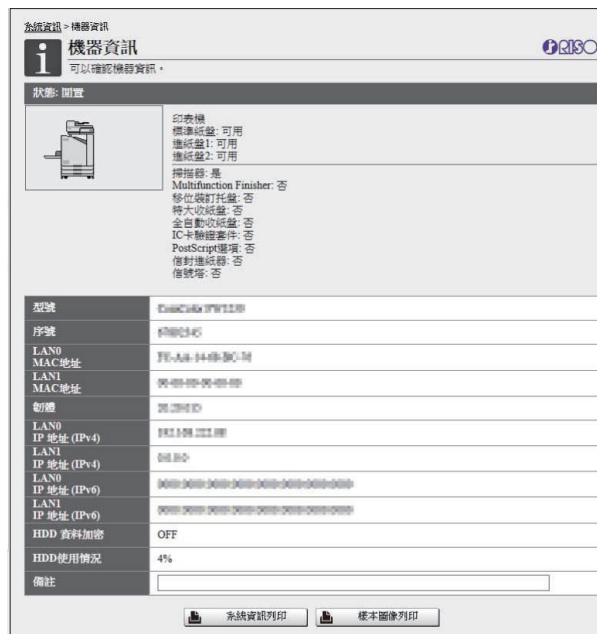 系統資訊 > 機器資訊
機器資訊
RISO
可以確認機器資訊。
狀態: 閒置
印表機
標準紙盤: 可用
進紙盤1: 可用
進紙盤2: 可用
掃描器: 是
Multifunction Finisher: 否
移位裝訂托盤: 否
特大收紙盤: 否
全自動收紙盤: 否
IC卡驗證套件: 否
PostScript選項: 否
信封進紙器: 否
信號塔: 否
型號
序號
LAN0
MAC地址
LAN1
MAC地址
韌體
LAN0
IP 地址 (IPv4)
LAN1
IP 地址 (IPv4)
LAN0
IP 地址 (IPv6)
LAN1
IP 地址 (IPv6)
HDD 資料加密 OFF
HDD使用情況 4%
備註
系統資訊列印 樣本圖像列印